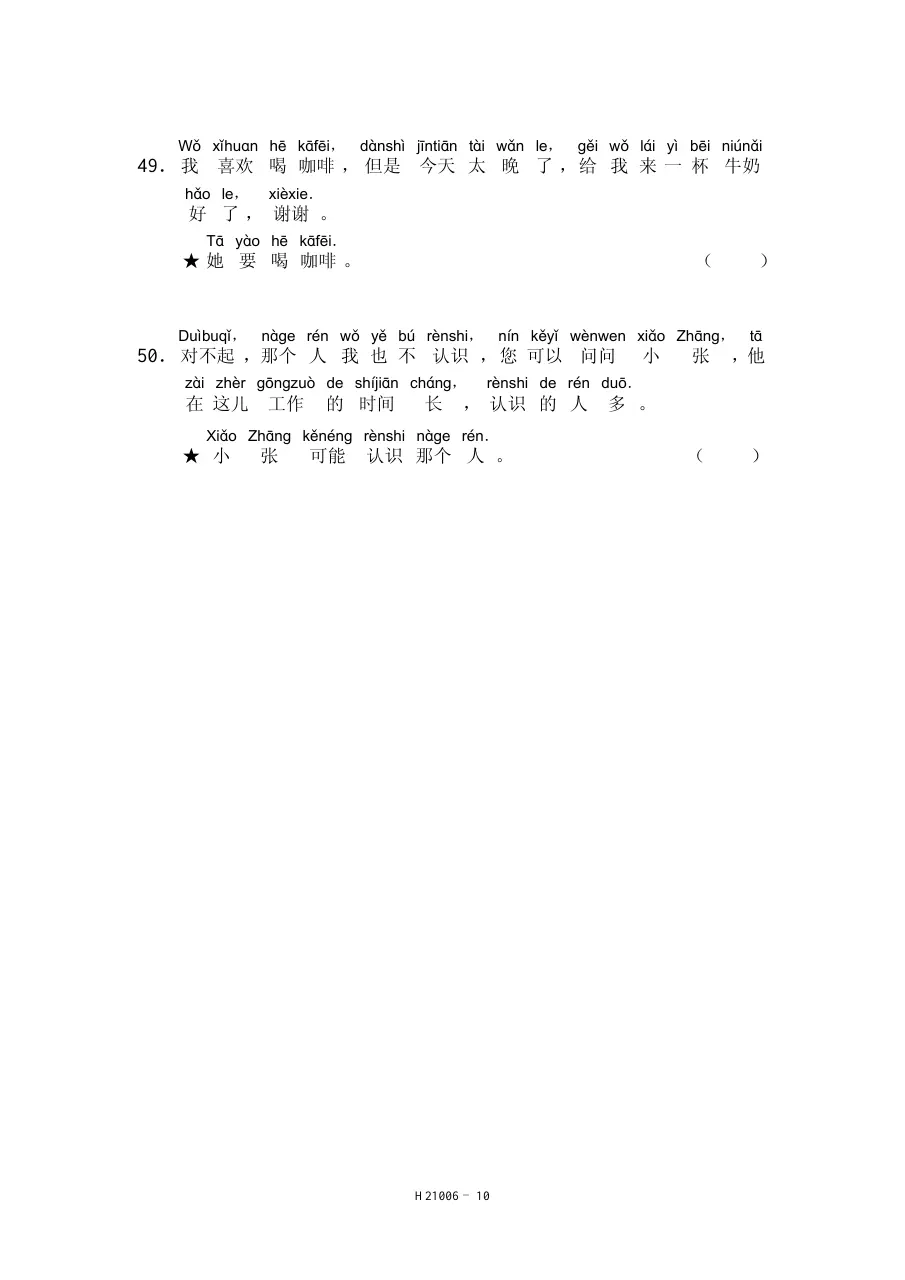 Wǒ xǐhuan hē kāfēi, dànshì jīntiān tài wǎn le, gěi wǒ lái yì bēi niúnǎi
49. 我 喜欢 喝 咖啡 , 但是 今天 太 晚 了 , 给 我 来 一 杯 牛奶
hǎo le, xièxie.
好 了 , 谢谢 。
Tā yào hē kāfēi.
★ 她 要 喝 咖啡 。 ( )
Duìbuqǐ, nàge rén wǒ yě bú rènshi, nín kěyǐ wènwen xiǎo Zhāng, tā
50. 对不起 , 那个 人 我 也 不 认识 , 您 可以 问问 小 张 , 他
zài zhèr gōngzuò de shíjiān cháng, rènshi de rén duō.
在 这儿 工作 的 时间 长 , 认识 的 人 多 。
Xiǎo Zhāng kěnéng rènshi nàge rén.
★ 小 张 可能 认识 那个 人 。 ( )
H21006 – 10